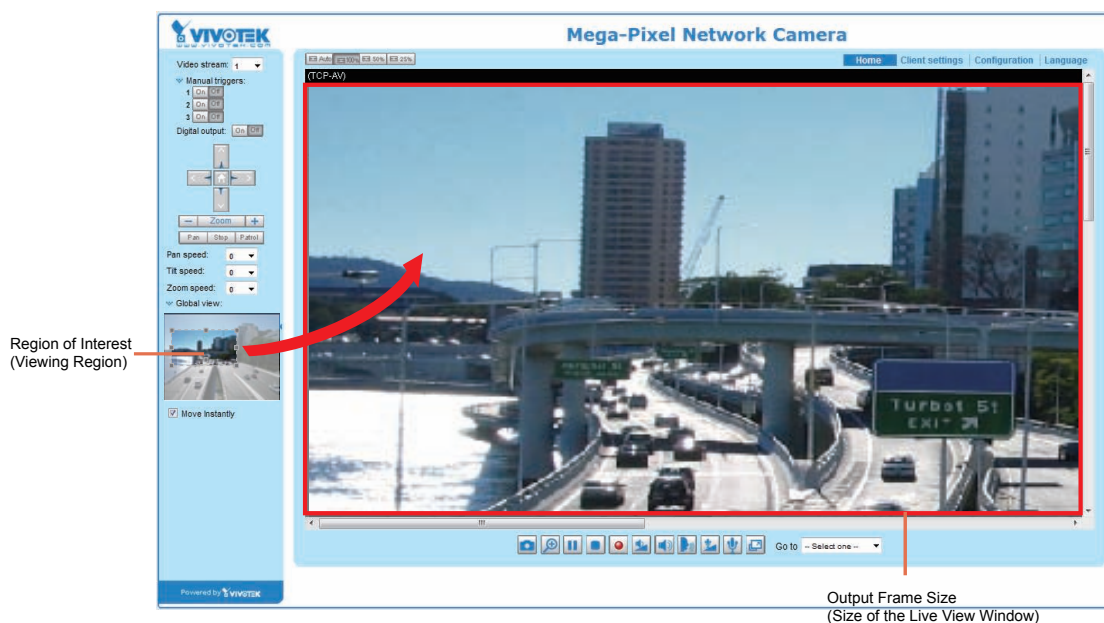 VIVOTEK
www.vivotek.com
Mega-Pixel Network Camera
Home Client settings Configuration Language
Video stream: 1
Manual triggers:
1 On Off
2 On Off
3 On Off
Digital output: On Off
Zoom
Pan Stop Patrol
Pan speed: 0
Tilt speed: 0
Zoom speed: 0
Global view:
Move Instantly
Powered by VIVOTEK
Auto 100% 50% 25%
(TCP-AV)
Turbot St
EXIT
Go to -- Select one --
Region of Interest
(Viewing Region)
Output Frame Size
(Size of the Live View Window)